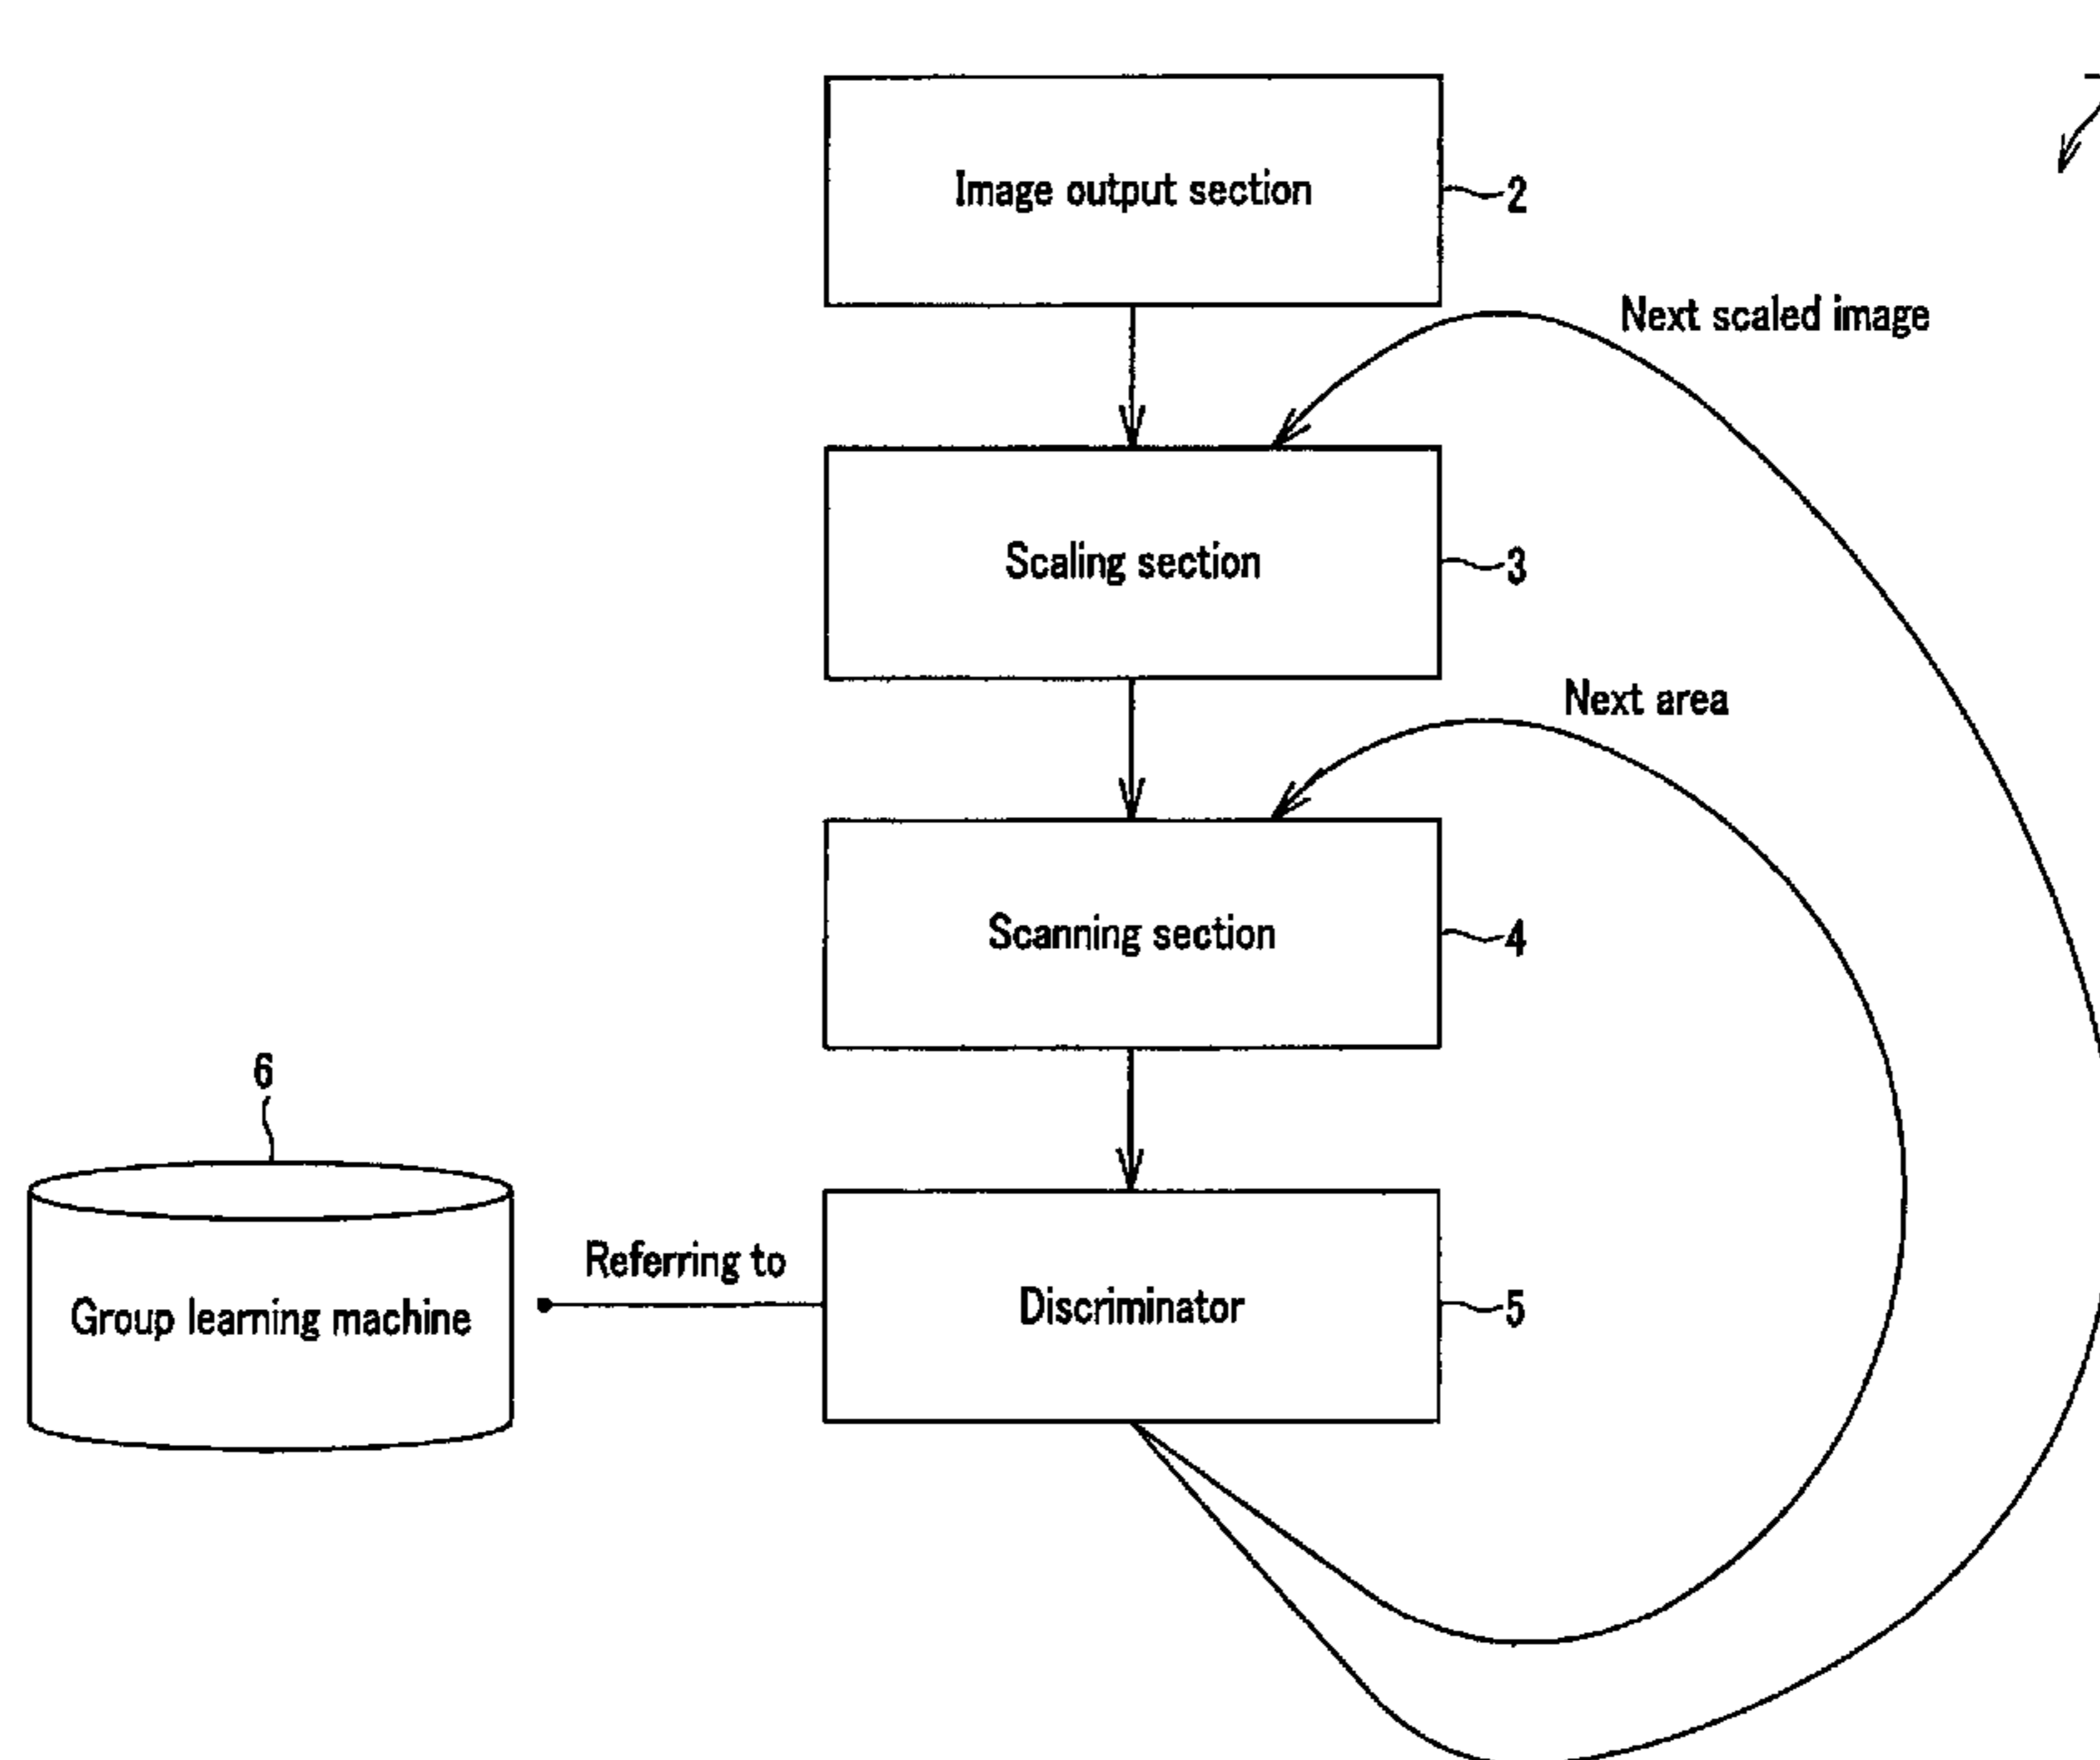 Image output section
2
Next scaled image
Scaling section
3
Next area
Scanning section
4
6
Group learning machine
Referring to
Discriminator
5